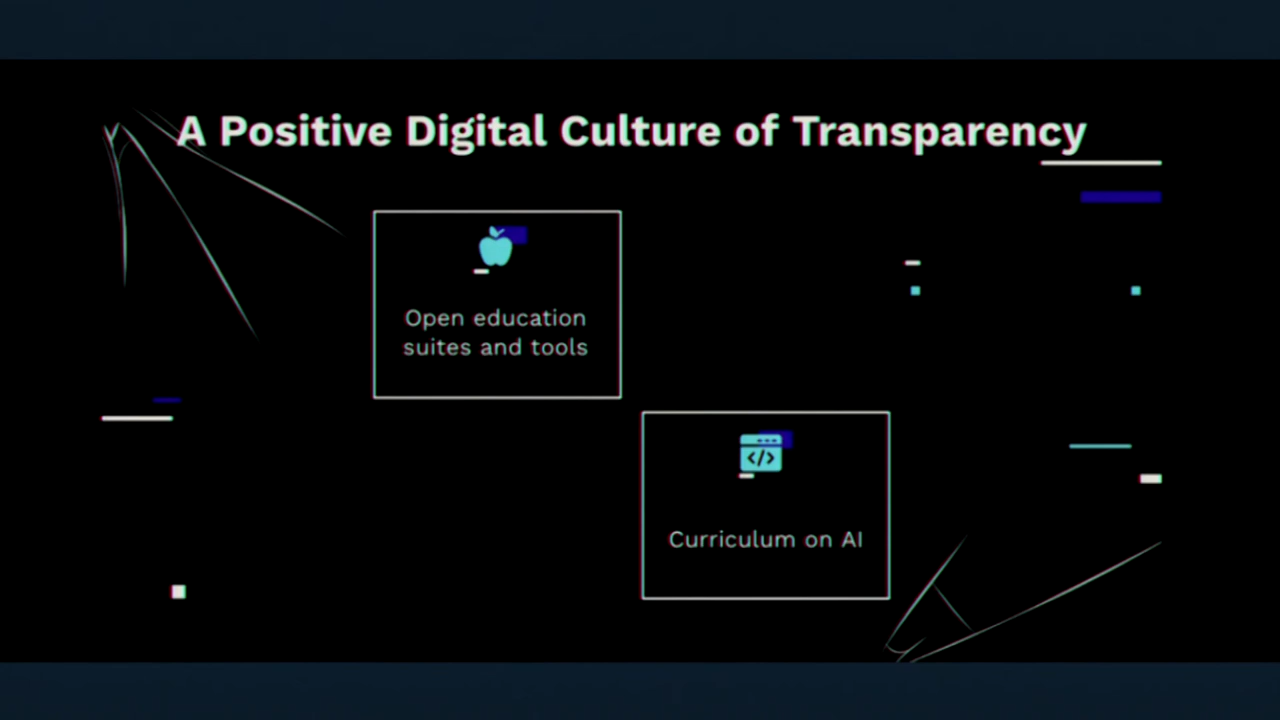 A Positive Digital Culture of Transparency
Open education
suites and tools
</>
Curriculum on AI